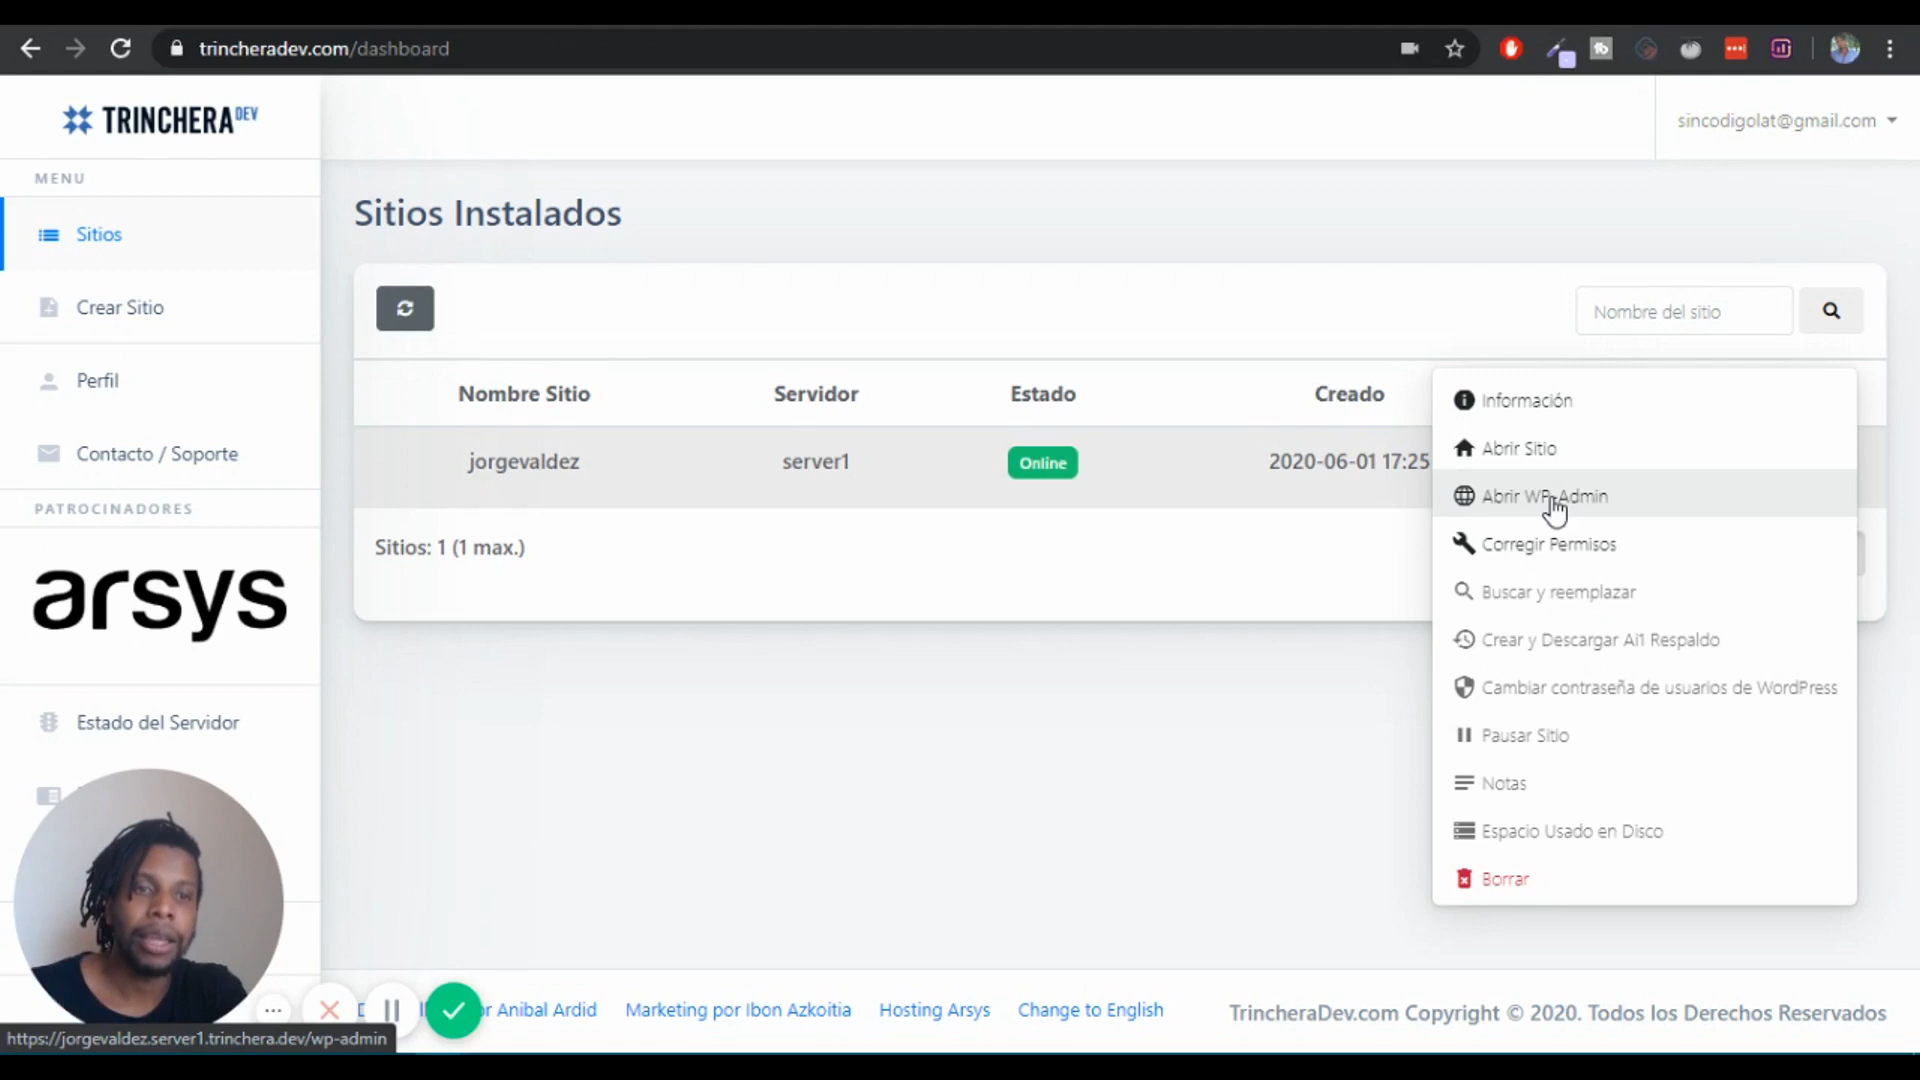 trincheradev.com/dashboard
TRINCHERADEV
sincodigolat@gmail.com
MENU
Sitios
Crear Sitio
Perfil
Contacto / Soporte
PATROCINADORES
arsys
Estado del Servidor
Sitios Instalados
Nombre del sitio
Nombre Sitio Servidor Estado Creado
jorgevaldez server1 Online 2020-06-01 17:25
Sitios: 1 (1 max.)
Información
Abrir Sitio
Abrir WP-Admin
Corregir Permisos
Buscar y reemplazar
Crear y Descargar Ai1 Respaldo
Cambiar contraseña de usuarios de WordPress
Pausar Sitio
Notas
Espacio Usado en Disco
Borrar
Anibal Ardid Marketing por Ibon Azkoitia Hosting Arsys Change to English TrincheraDev.com Copyright © 2020. Todos los Derechos Reservados
https://jorgevaldez.server1.trinchera.dev/wp-admin